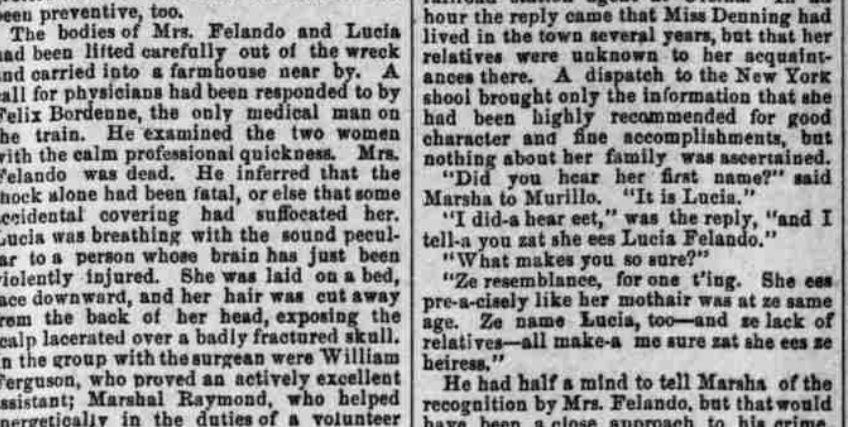 been preventive, too.
The bodies of Mrs. Felando and Lucia
had been lifted carefully out of the wreck
and carried into a farmhouse near by. A
call for physicians had been responded to by
Felix Bordenne, the only medical man on
the train. He examined the two women
with the calm professional quickness. Mrs.
Felando was dead. He inferred that the
shock alone had been fatal, or else that some
accidental covering had suffocated her.
Lucia was breathing with the sound pecul-
ar to a person whose brain has just been
violently injured. She was laid on a bed,
face downward, and her hair was cut away
from the back of her head, exposing the
scalp lacerated over a badly fractured skull.
In the group with the surgean were William
Ferguson, who proved an actively excellent
assistant; Marshal Raymond, who helped
energetically in the duties of a volunteer
hour the reply came that Miss Denning had
lived in the town several years, but that her
relatives were unknown to her acquaint-
ances there. A dispatch to the New York
shool brought only the information that she
had been highly recommended for good
character and fine accomplishments, but
nothing about her family was ascertained.
"Did you hear her first name?" said
Marsha to Murillo. "It is Lucia."
"I did-a hear eet," was the reply, "and I
tell-a you zat she ees Lucia Felando."
"What makes you so sure?"
"Ze resemblance, for one t'ing. She ees
pre-a-cisely like her mothair was at ze same
age. Ze name Lucia, too—and ze lack of
relatives—all make-a me sure zat she ees ze
heiress."
He had half a mind to tell Marsha of the
recognition by Mrs. Felando, but that would
have been a close approach to his crime.